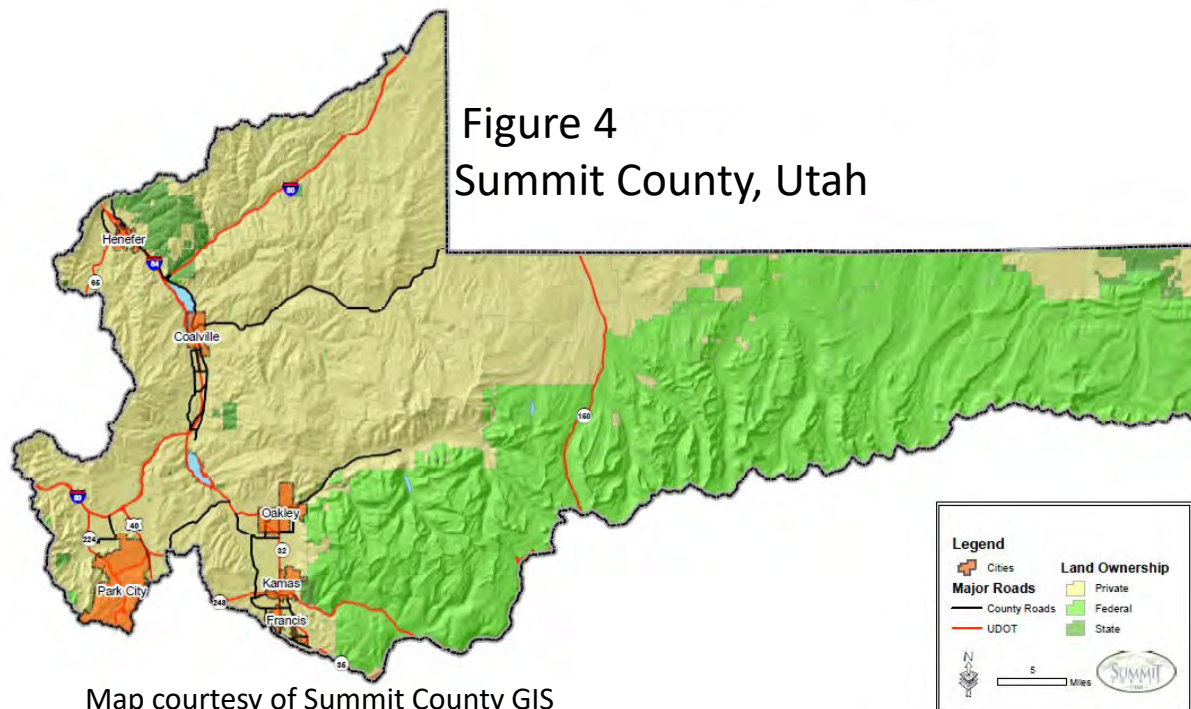 Figure 4
Summit County, Utah
80
Henefer
84
65
Coalville
150
80
40
224
Oakley
32
Park City
Kamas
248
Francis
35
Legend
Cities
Land Ownership
Major Roads
Private
County Roads
Federal
UDOT
State
N
5
Miles
SUMMIT
Map courtesy of Summit County GIS